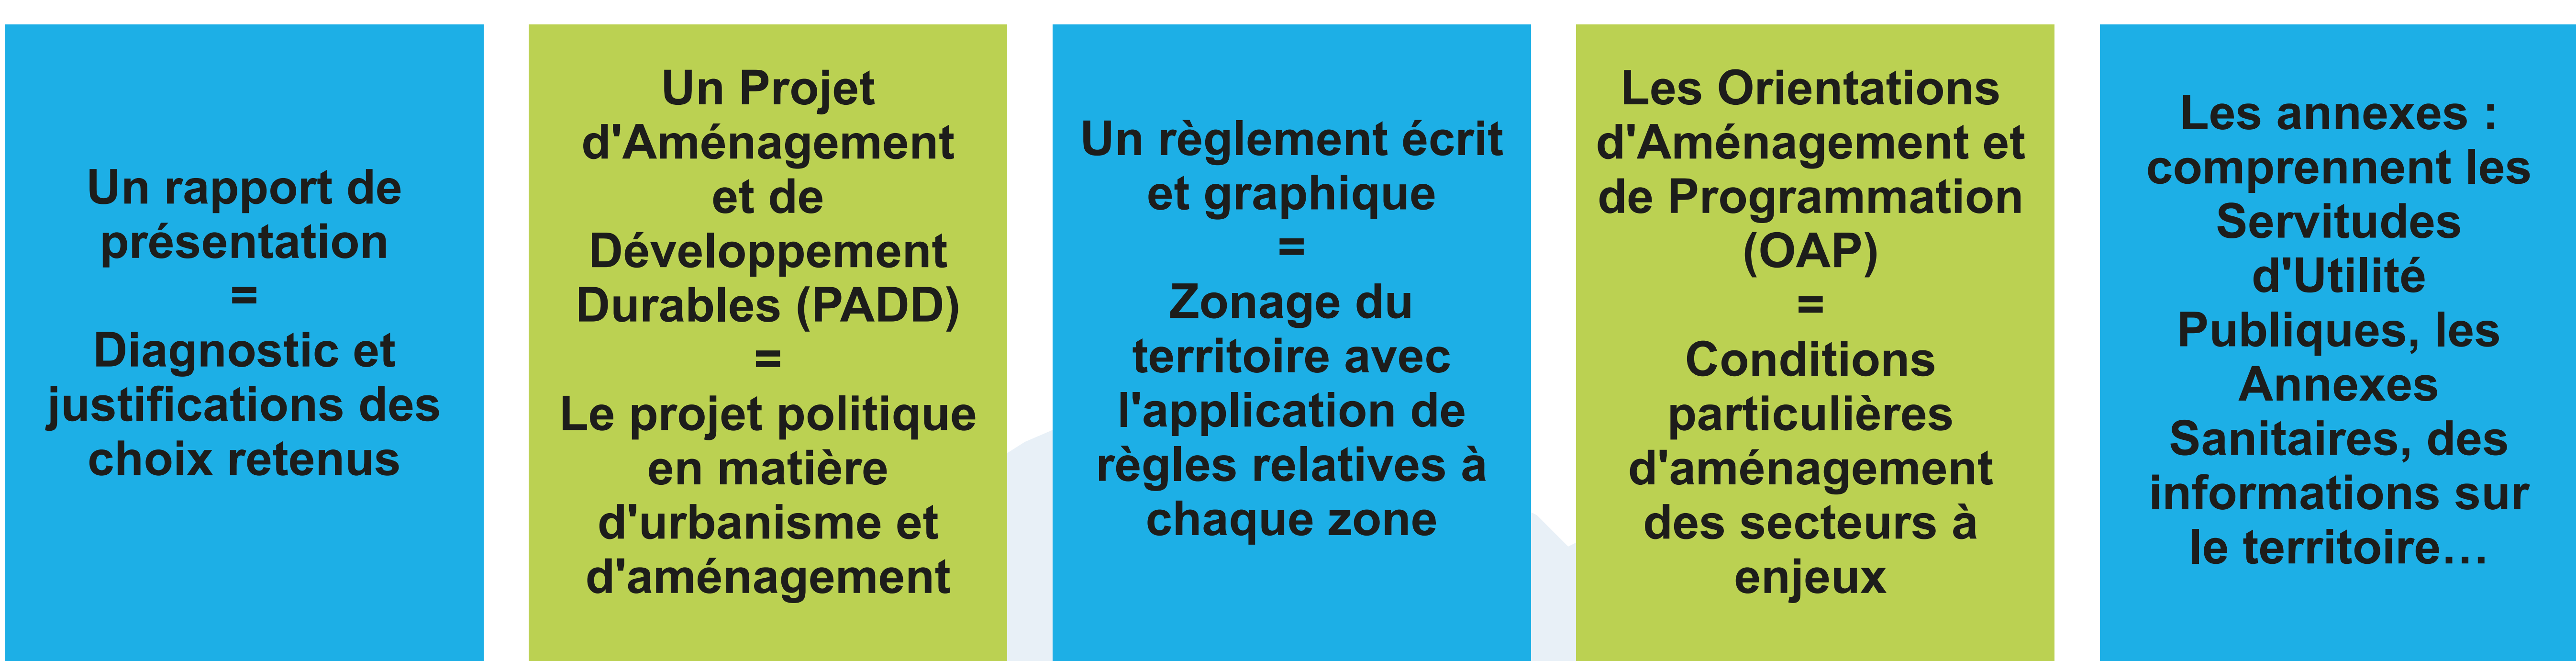 Un rapport de
présentation
=
Diagnostic et
justifications des
choix retenus
Un Projet
d'Aménagement
et de
Développement
Durables (PADD)
=
Le projet politique
en matière
d'urbanisme et
d'aménagement
Un règlement écrit
et graphique
=
Zonage du
territoire avec
l'application de
règles relatives à
chaque zone
Les Orientations
d'Aménagement et
de Programmation
(OAP)
=
Conditions
particulières
d'aménagement
des secteurs à
enjeux
Les annexes :
comprennent les
Servitudes
d'Utilité
Publiques, les
Annexes
Sanitaires, des
informations sur
le territoire…